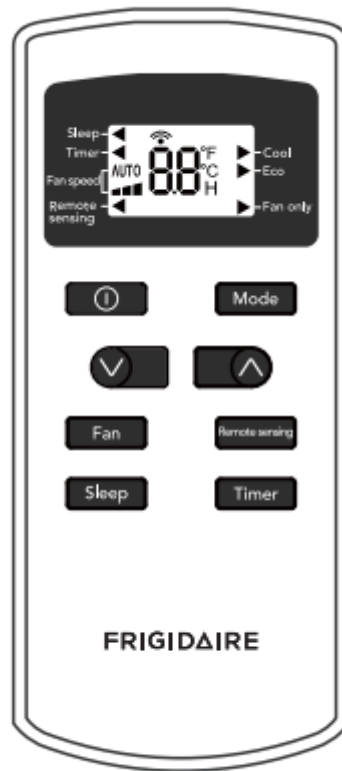 Sleep
Timer
Fan speed
Remote
sensing
AUTO
88
°F
°C
H
Cool
Eco
Fan only
Mode
Fan
Remote sensing
Sleep
Timer
FRIGIDAIRE